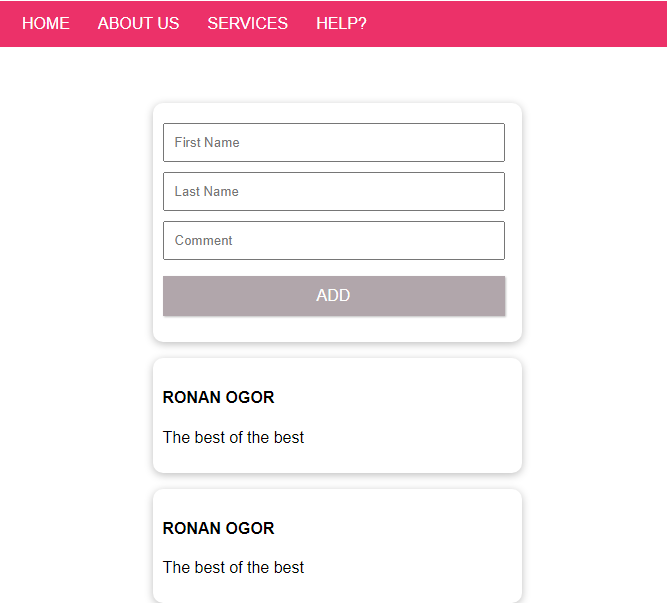 HOME ABOUT US SERVICES HELP?
First Name
Last Name
Comment
ADD
RONAN OGOR
The best of the best
RONAN OGOR
The best of the best